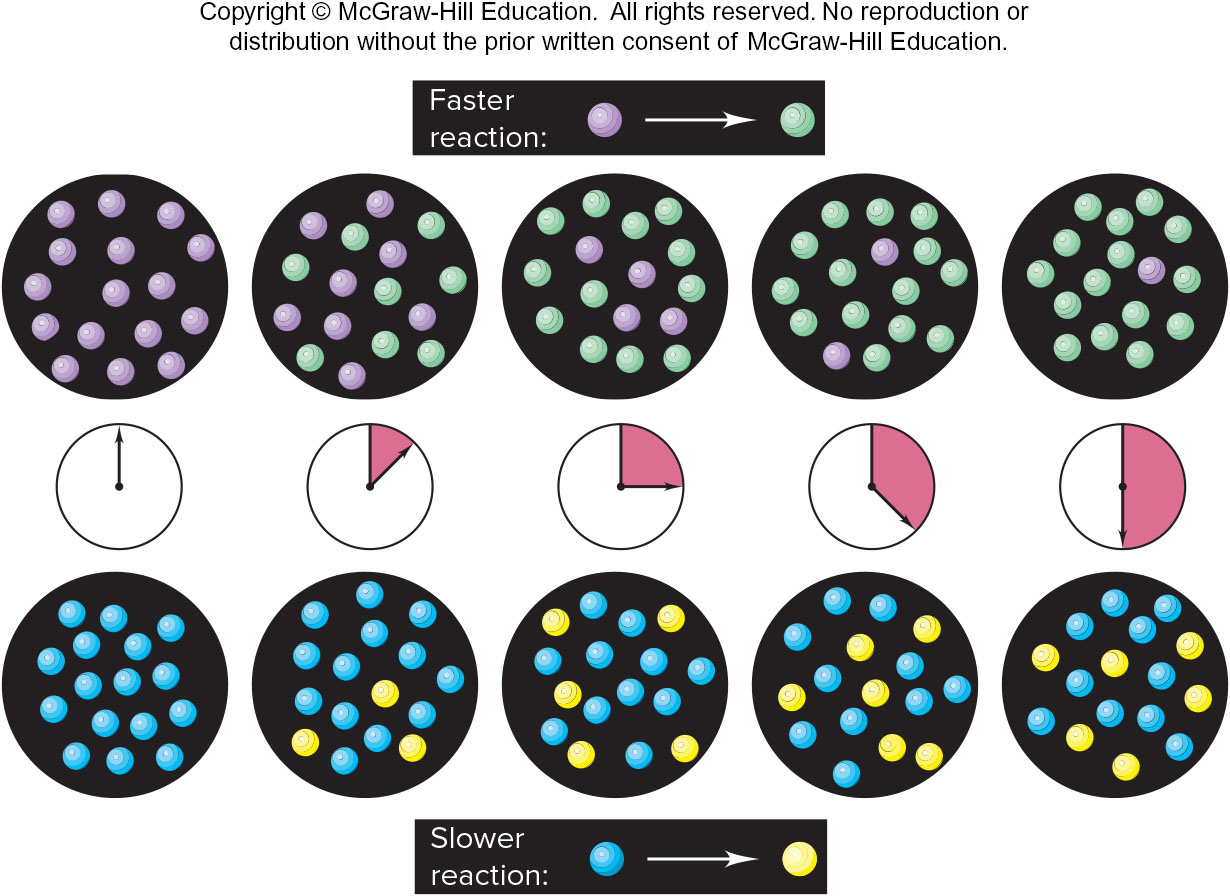 Copyright © McGraw-Hill Education.  All rights reserved. No reproduction or
distribution without the prior written consent of McGraw-Hill Education.
Faster
reaction:
Slower
reaction: